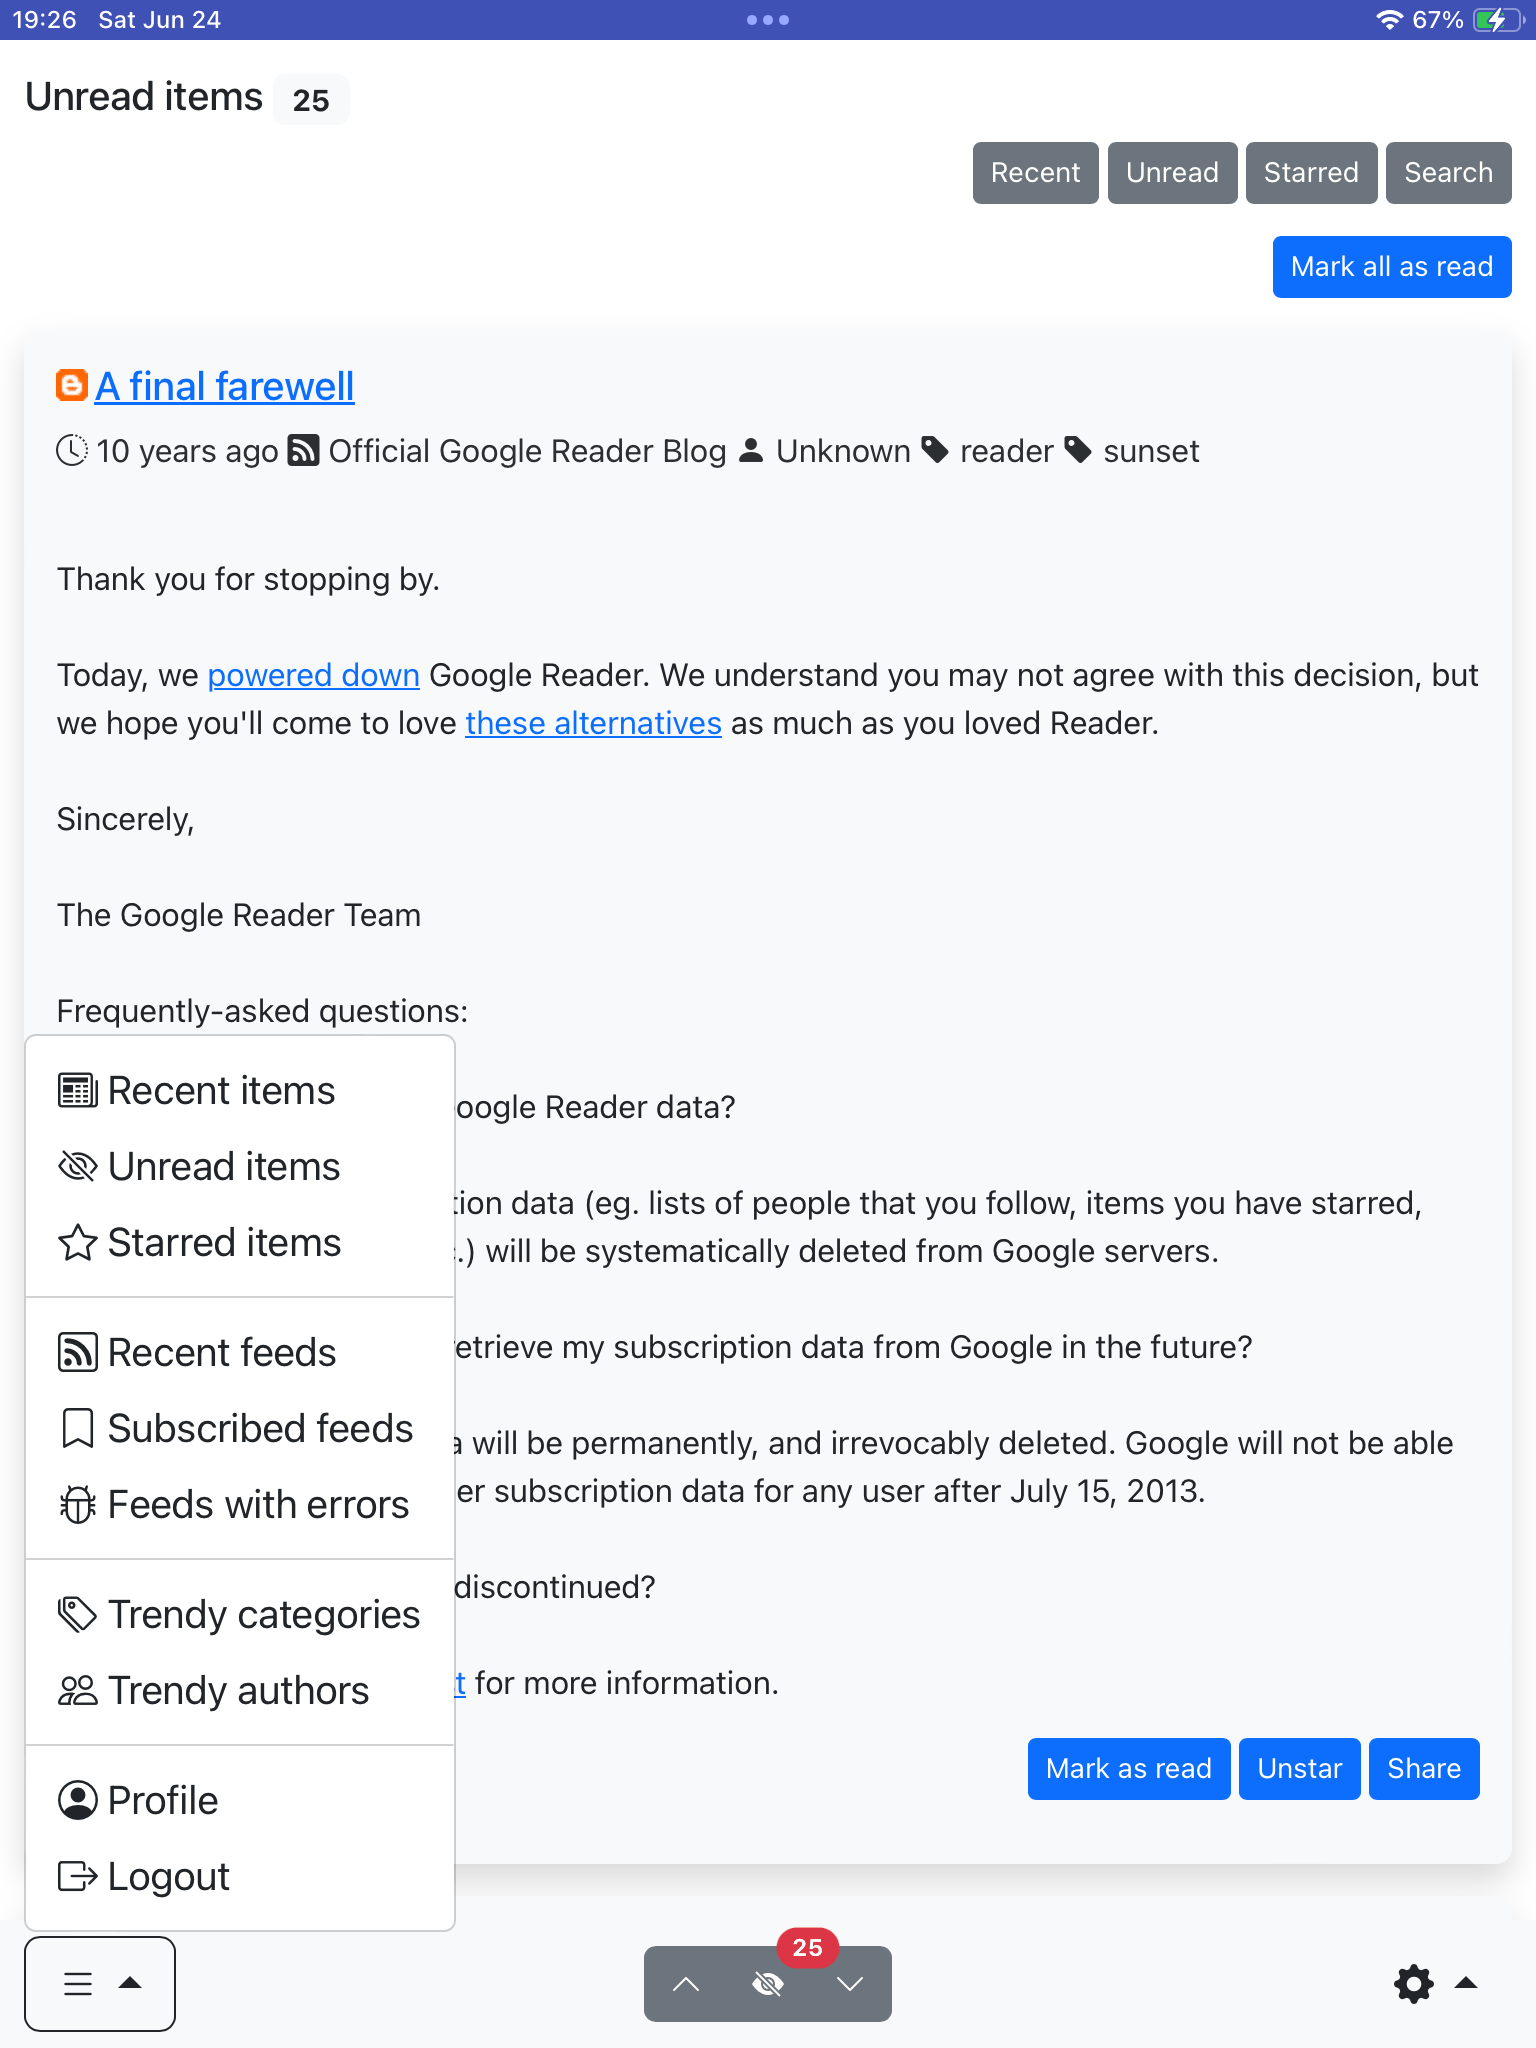 19:26 Sat Jun 24 67%
Unread items 25
Recent Unread Starred Search
Mark all as read
A final farewell
10 years ago Official Google Reader Blog Unknown reader sunset
Thank you for stopping by.
Today, we powered down Google Reader. We understand you may not agree with this decision, but
we hope you'll come to love these alternatives as much as you loved Reader.
Sincerely,
The Google Reader Team
Frequently-asked questions:
oogle Reader data?
tion data (eg. lists of people that you follow, items you have starred,
.) will be systematically deleted from Google servers.
etrieve my subscription data from Google in the future?
a will be permanently, and irrevocably deleted. Google will not be able
er subscription data for any user after July 15, 2013.
discontinued?
t for more information.
Mark as read Unstar Share
Recent items
Unread items
Starred items
Recent feeds
Subscribed feeds
Feeds with errors
Trendy categories
Trendy authors
Profile
Logout
25